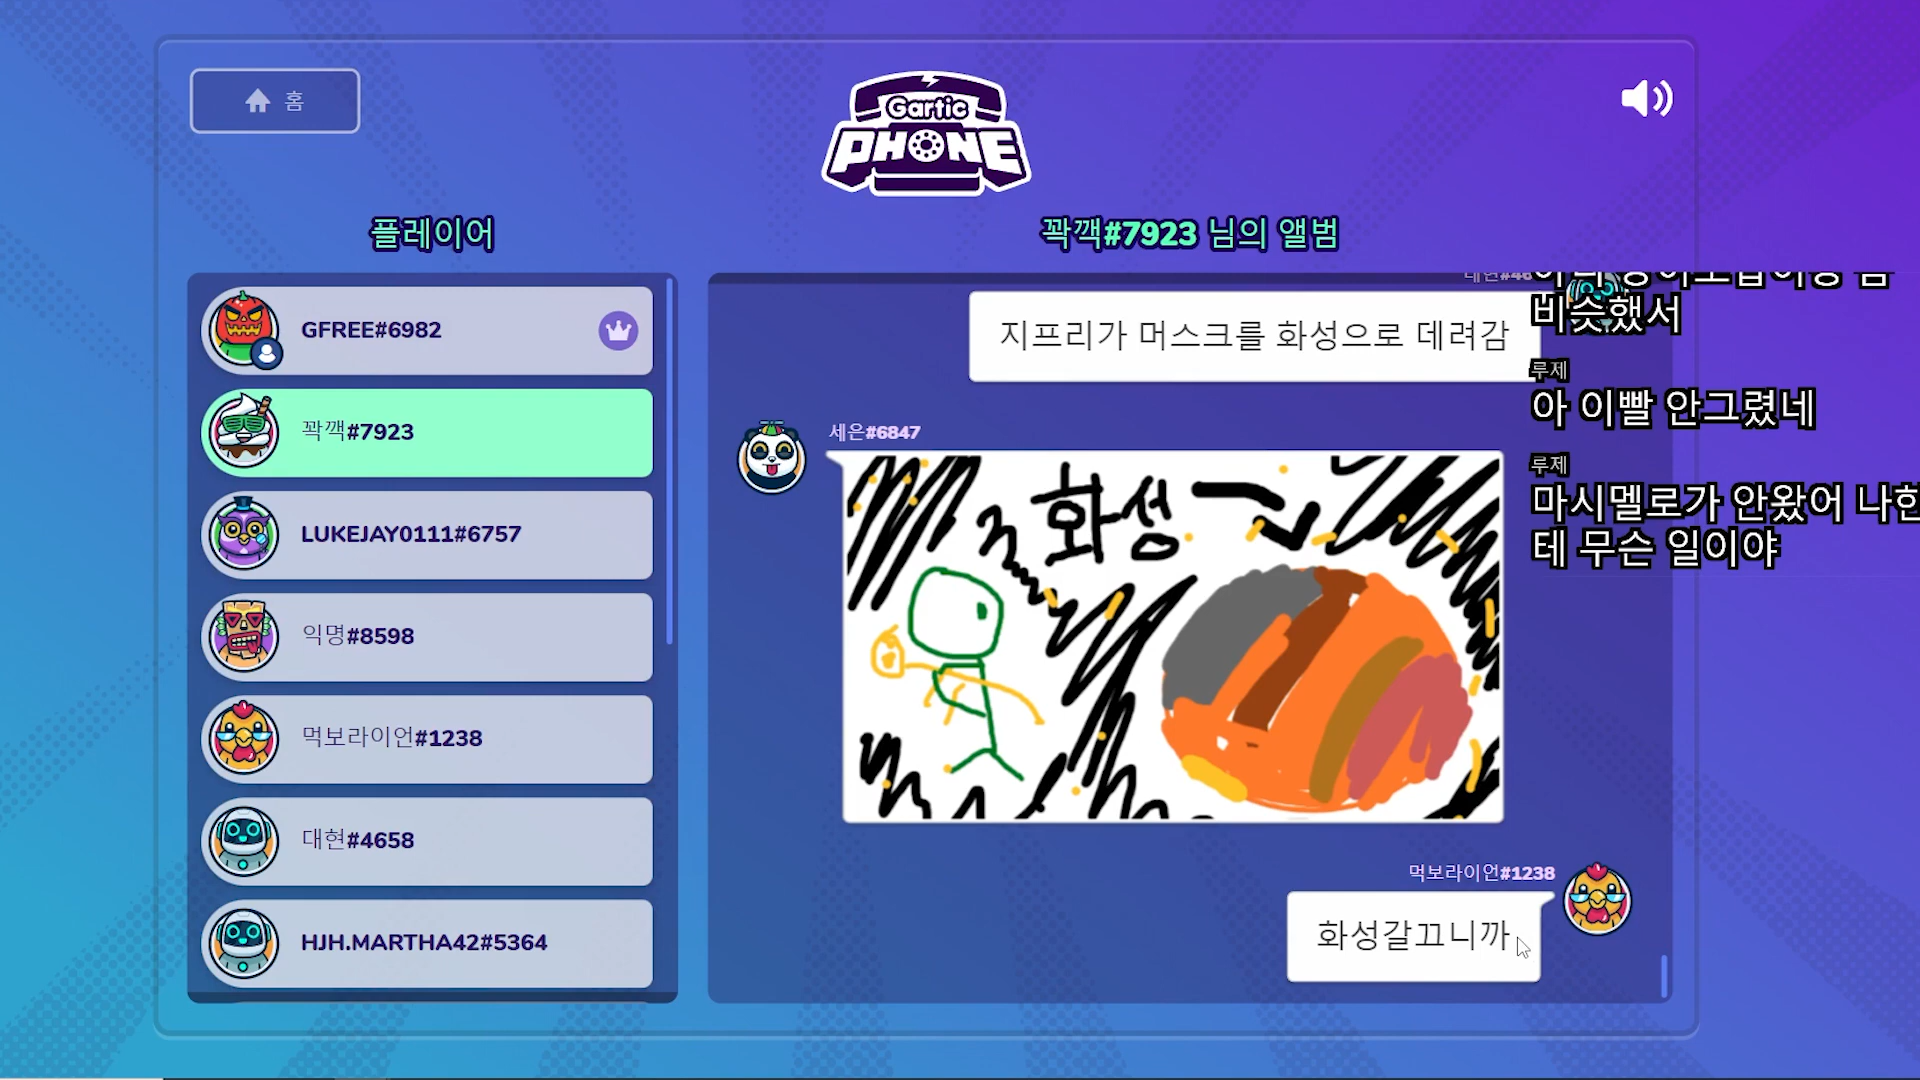 홈
Gartic
PHONE
플레이어
GFREE#6982
꽉깩#7923
LUKEJAY0111#6757
익명#8598
먹보라이언#1238
대현#4658
HJH.MARTHA42#5364
꽉깩#7923 님의 앨범
지프리가 머스크를 화성으로 데려감
세은#6847
화성
먹보라이언#1238
화성갈끄니까
비슷했서
루제
아 이빨 안그렸네
루제
마시멜로가 안왔어 나한
테 무슨 일이야